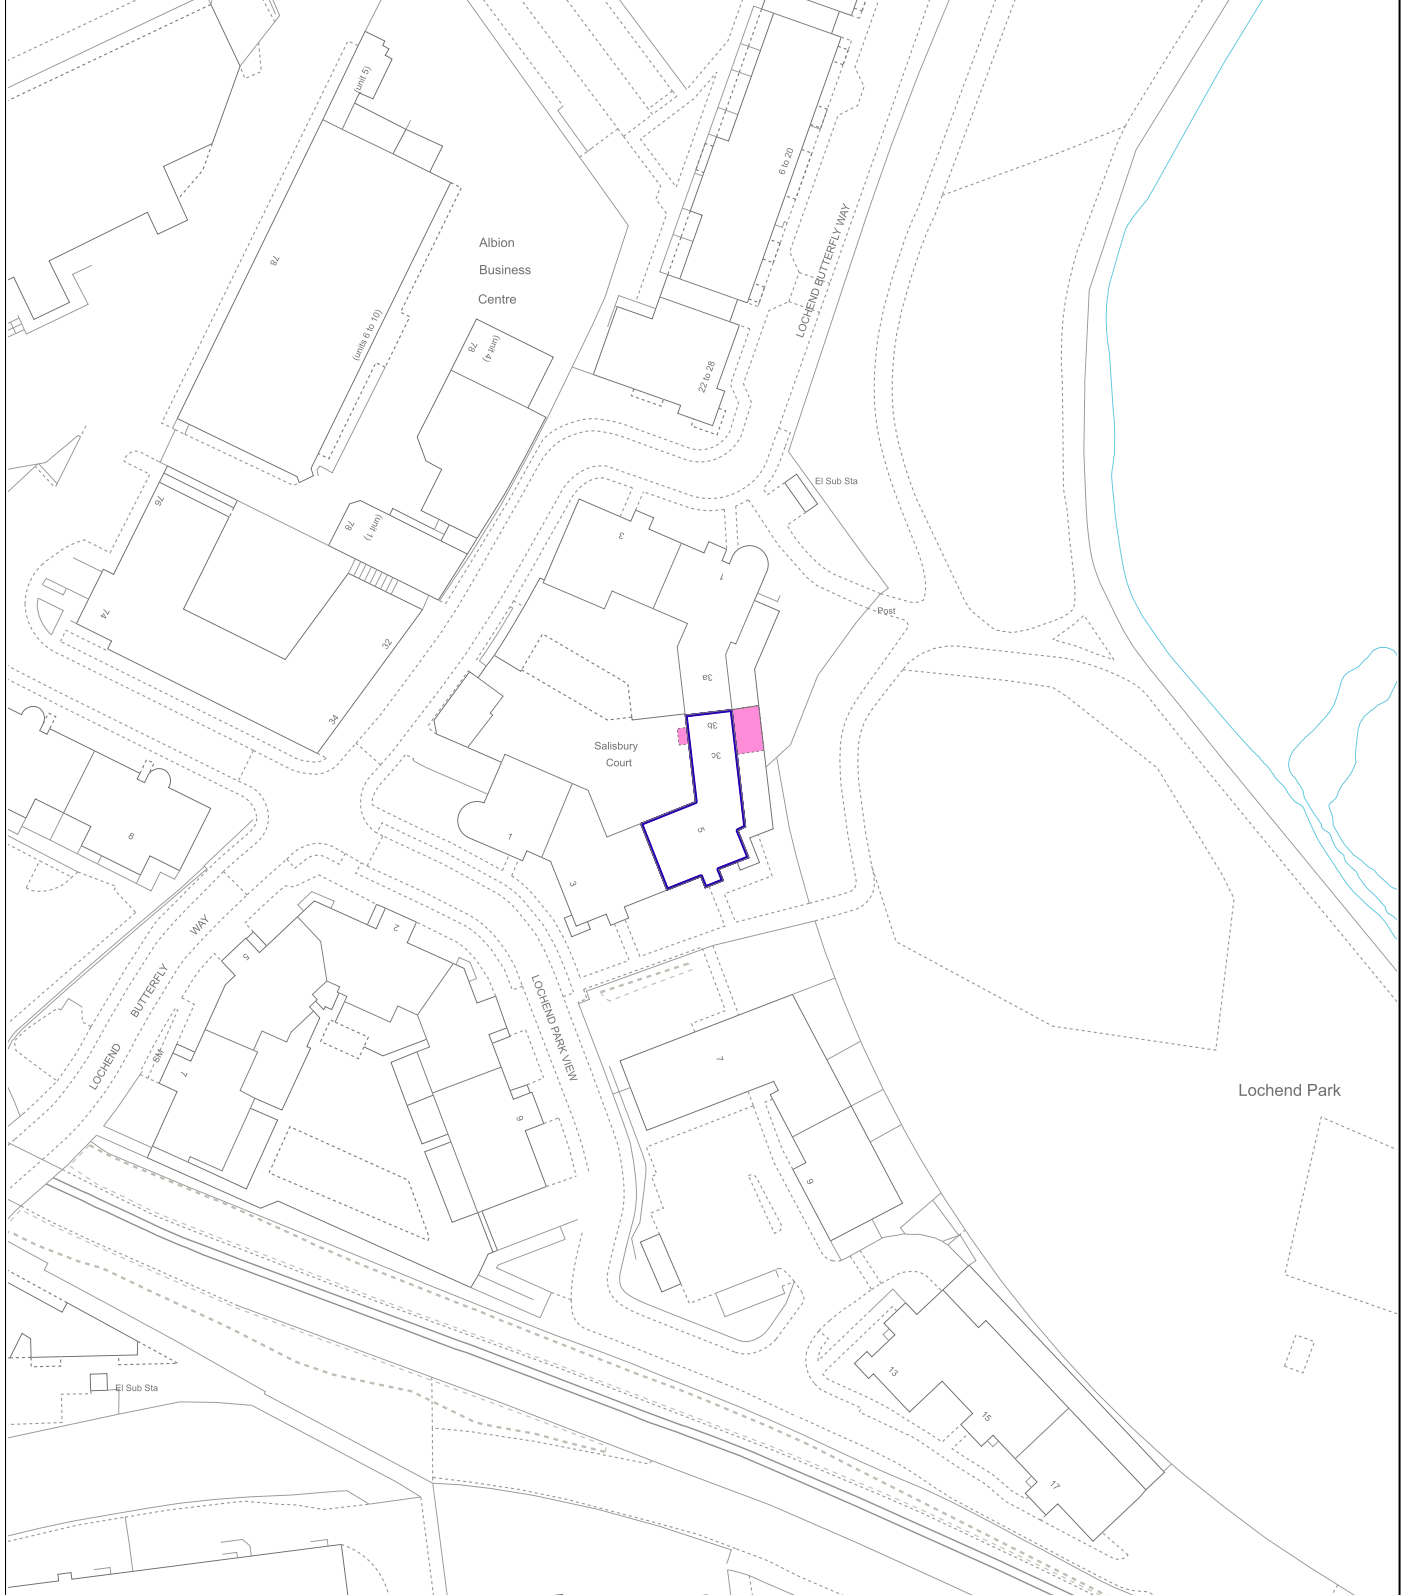 (unit 5)
6 to 20
78
Albion
Business
Centre
(units 6 to 10)
78
(unit 4)
LOCHEND BUTTERFLY WAY
22 to 28
El Sub Sta
76
78
(unit 1)
3
1
74
32
Post
3a
34
3b
3c
Salisbury
Court
8
1
5
3
2
WAY
5
BUTTERFLY
LOCHEND PARK VIEW
LOCHEND
SM
7
7
9
Lochend Park
9
El Sub Sta
13
15
17